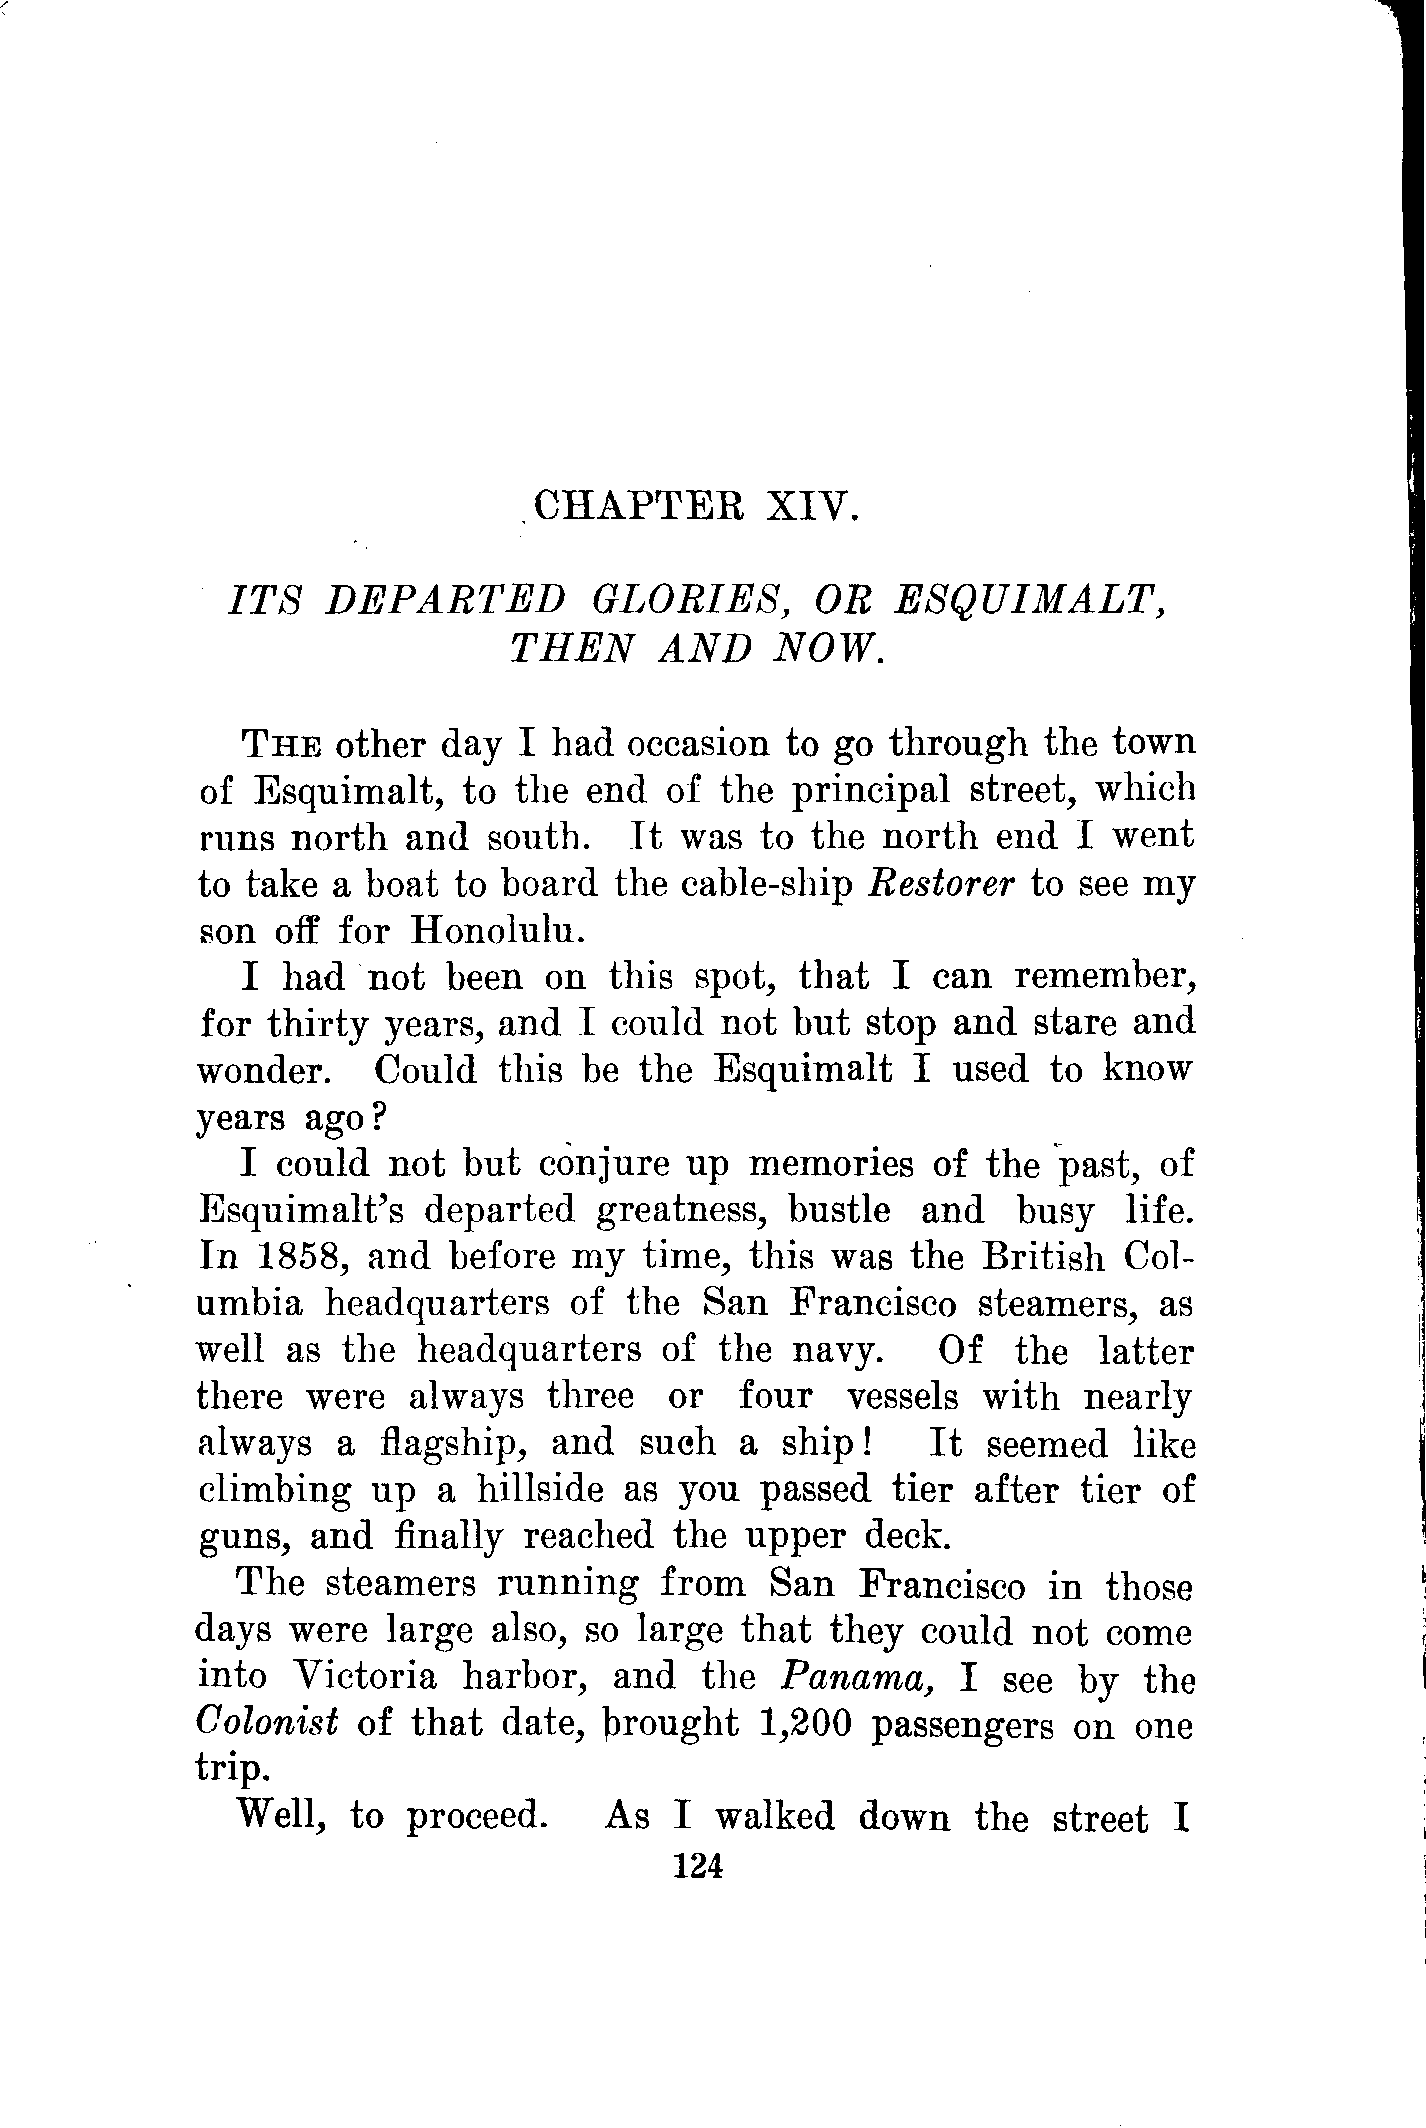 CHAPTER XIV.
ITS DEPARTED GLORIES, OR ESQUIMALT,
THEN AND NOW.
THE other day I had occasion to go through the town
of Esquimalt, to the end of the principal street, which
runs north and south. It was to the north end I went
to take a boat to board the cable-ship Restorer to see my
son off for Honolulu.
I had not been on this spot, that I can remember,
for thirty years, and I could not but stop and stare and
wonder. Could this be the Esquimalt I used to know
years ago?
I could not but conjure up memories of the past, of
Esquimalt's departed greatness, bustle and busy life.
In 1858, and before my time, this was the British Col-
umbia headquarters of the San Francisco steamers, as
well as the headquarters of the navy. Of the latter
there were always three or four vessels with nearly
always a flagship, and such a ship! It seemed like
climbing up a hillside as you passed tier after tier of
guns, and finally reached the upper deck.
The steamers running from San Francisco in those
days were large also, so large that they could not come
into Victoria harbor, and the Panama, I see by the
Colonist of that date, brought 1,200 passengers on one
trip.
Well, to proceed. As I walked down the street I
124